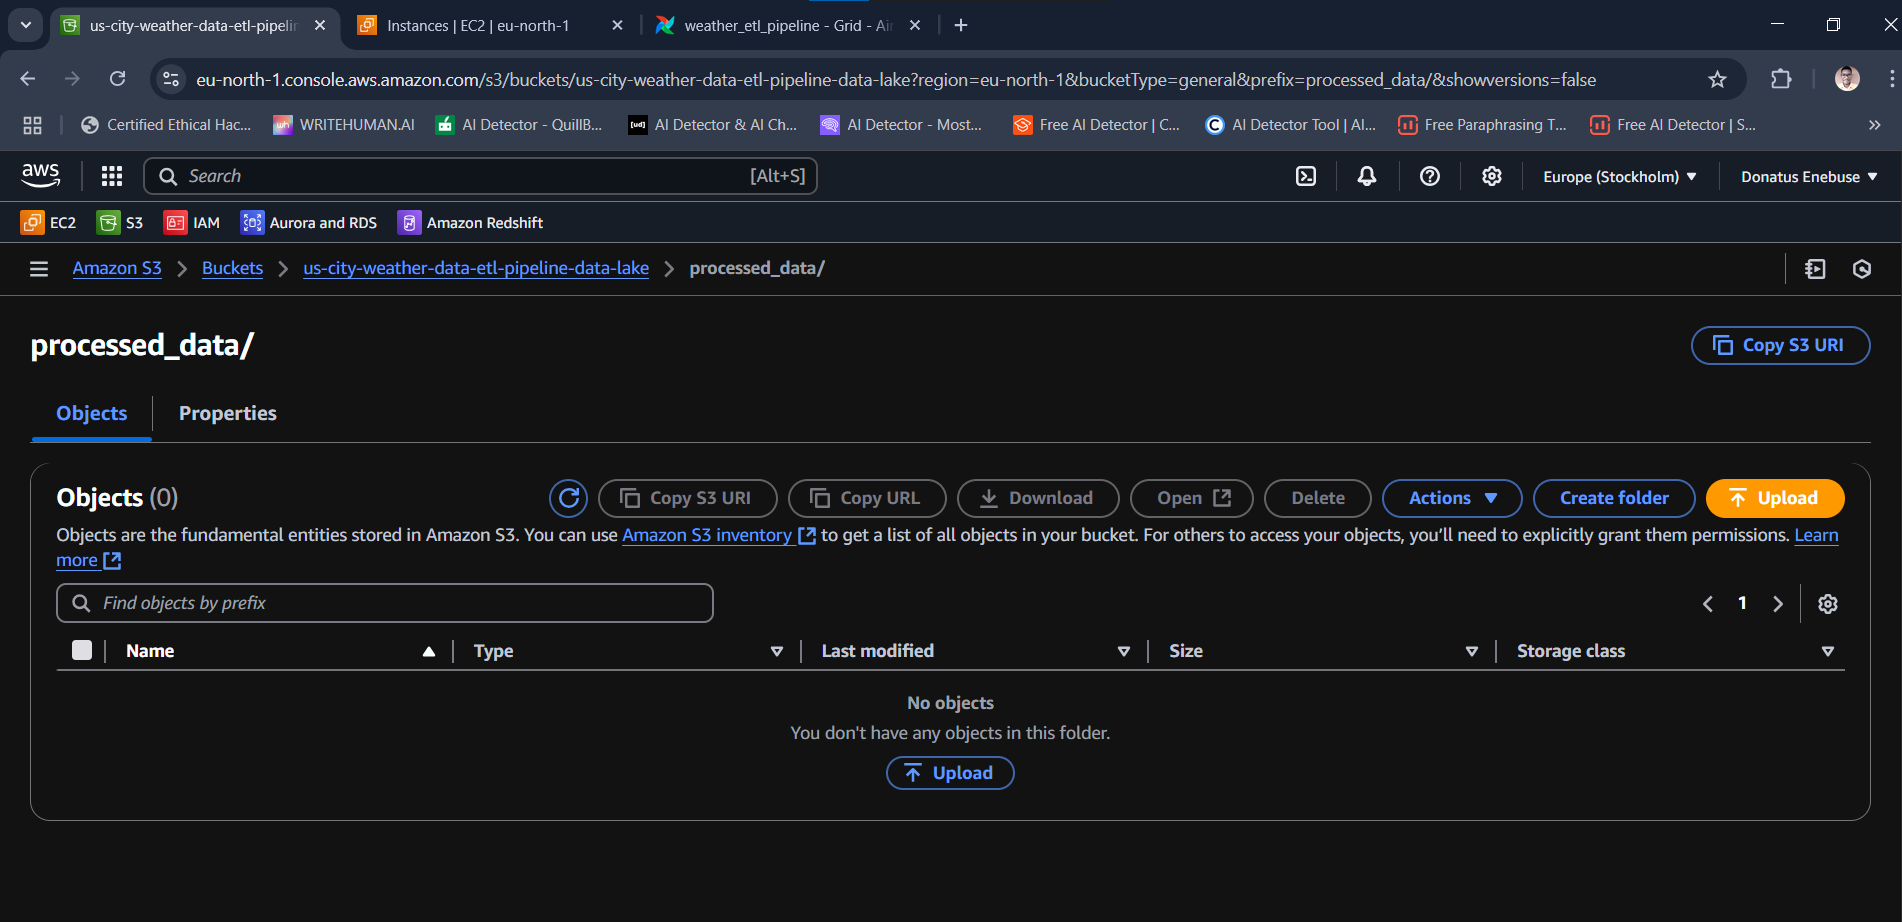 us-city-weather-data-etl-pipelin
Instances | EC2 | eu-north-1
weather_etl_pipeline - Grid - Air
eu-north-1.console.aws.amazon.com/s3/buckets/us-city-weather-data-etl-pipeline-data-lake?region=eu-north-1&bucketType=general&prefix=processed_data/&showversions=false
Certified Ethical Hac...
WRITEHUMAN.AI
AI Detector - QuillB...
AI Detector & AI Ch...
AI Detector - Most...
Free AI Detector | C...
AI Detector Tool | AI...
Free Paraphrasing T...
Free AI Detector | S...
aws
Search
[Alt+S]
Europe (Stockholm)
Donatus Enebuse
EC2
S3
IAM
Aurora and RDS
Amazon Redshift
Amazon S3
Buckets
us-city-weather-data-etl-pipeline-data-lake
processed_data/
processed_data/
Copy S3 URI
Objects
Properties
Objects (0)
Copy S3 URI
Copy URL
Download
Open
Delete
Actions
Create folder
Upload
Objects are the fundamental entities stored in Amazon S3. You can use Amazon S3 inventory to get a list of all objects in your bucket. For others to access your objects, you’ll need to explicitly grant them permissions. Learn
more
Find objects by prefix
1
Name
Type
Last modified
Size
Storage class
No objects
You don't have any objects in this folder.
Upload